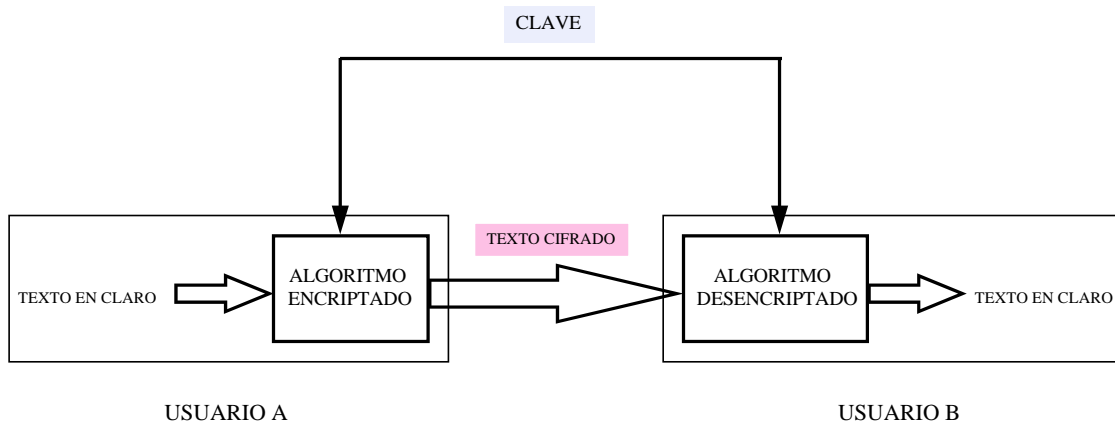 CLAVE
TEXTO CIFRADO
TEXTO EN CLARO
ALGORITMO
ENCRIPTADO
ALGORITMO
DESENCRIPTADO
TEXTO EN CLARO
USUARIO A
USUARIO B